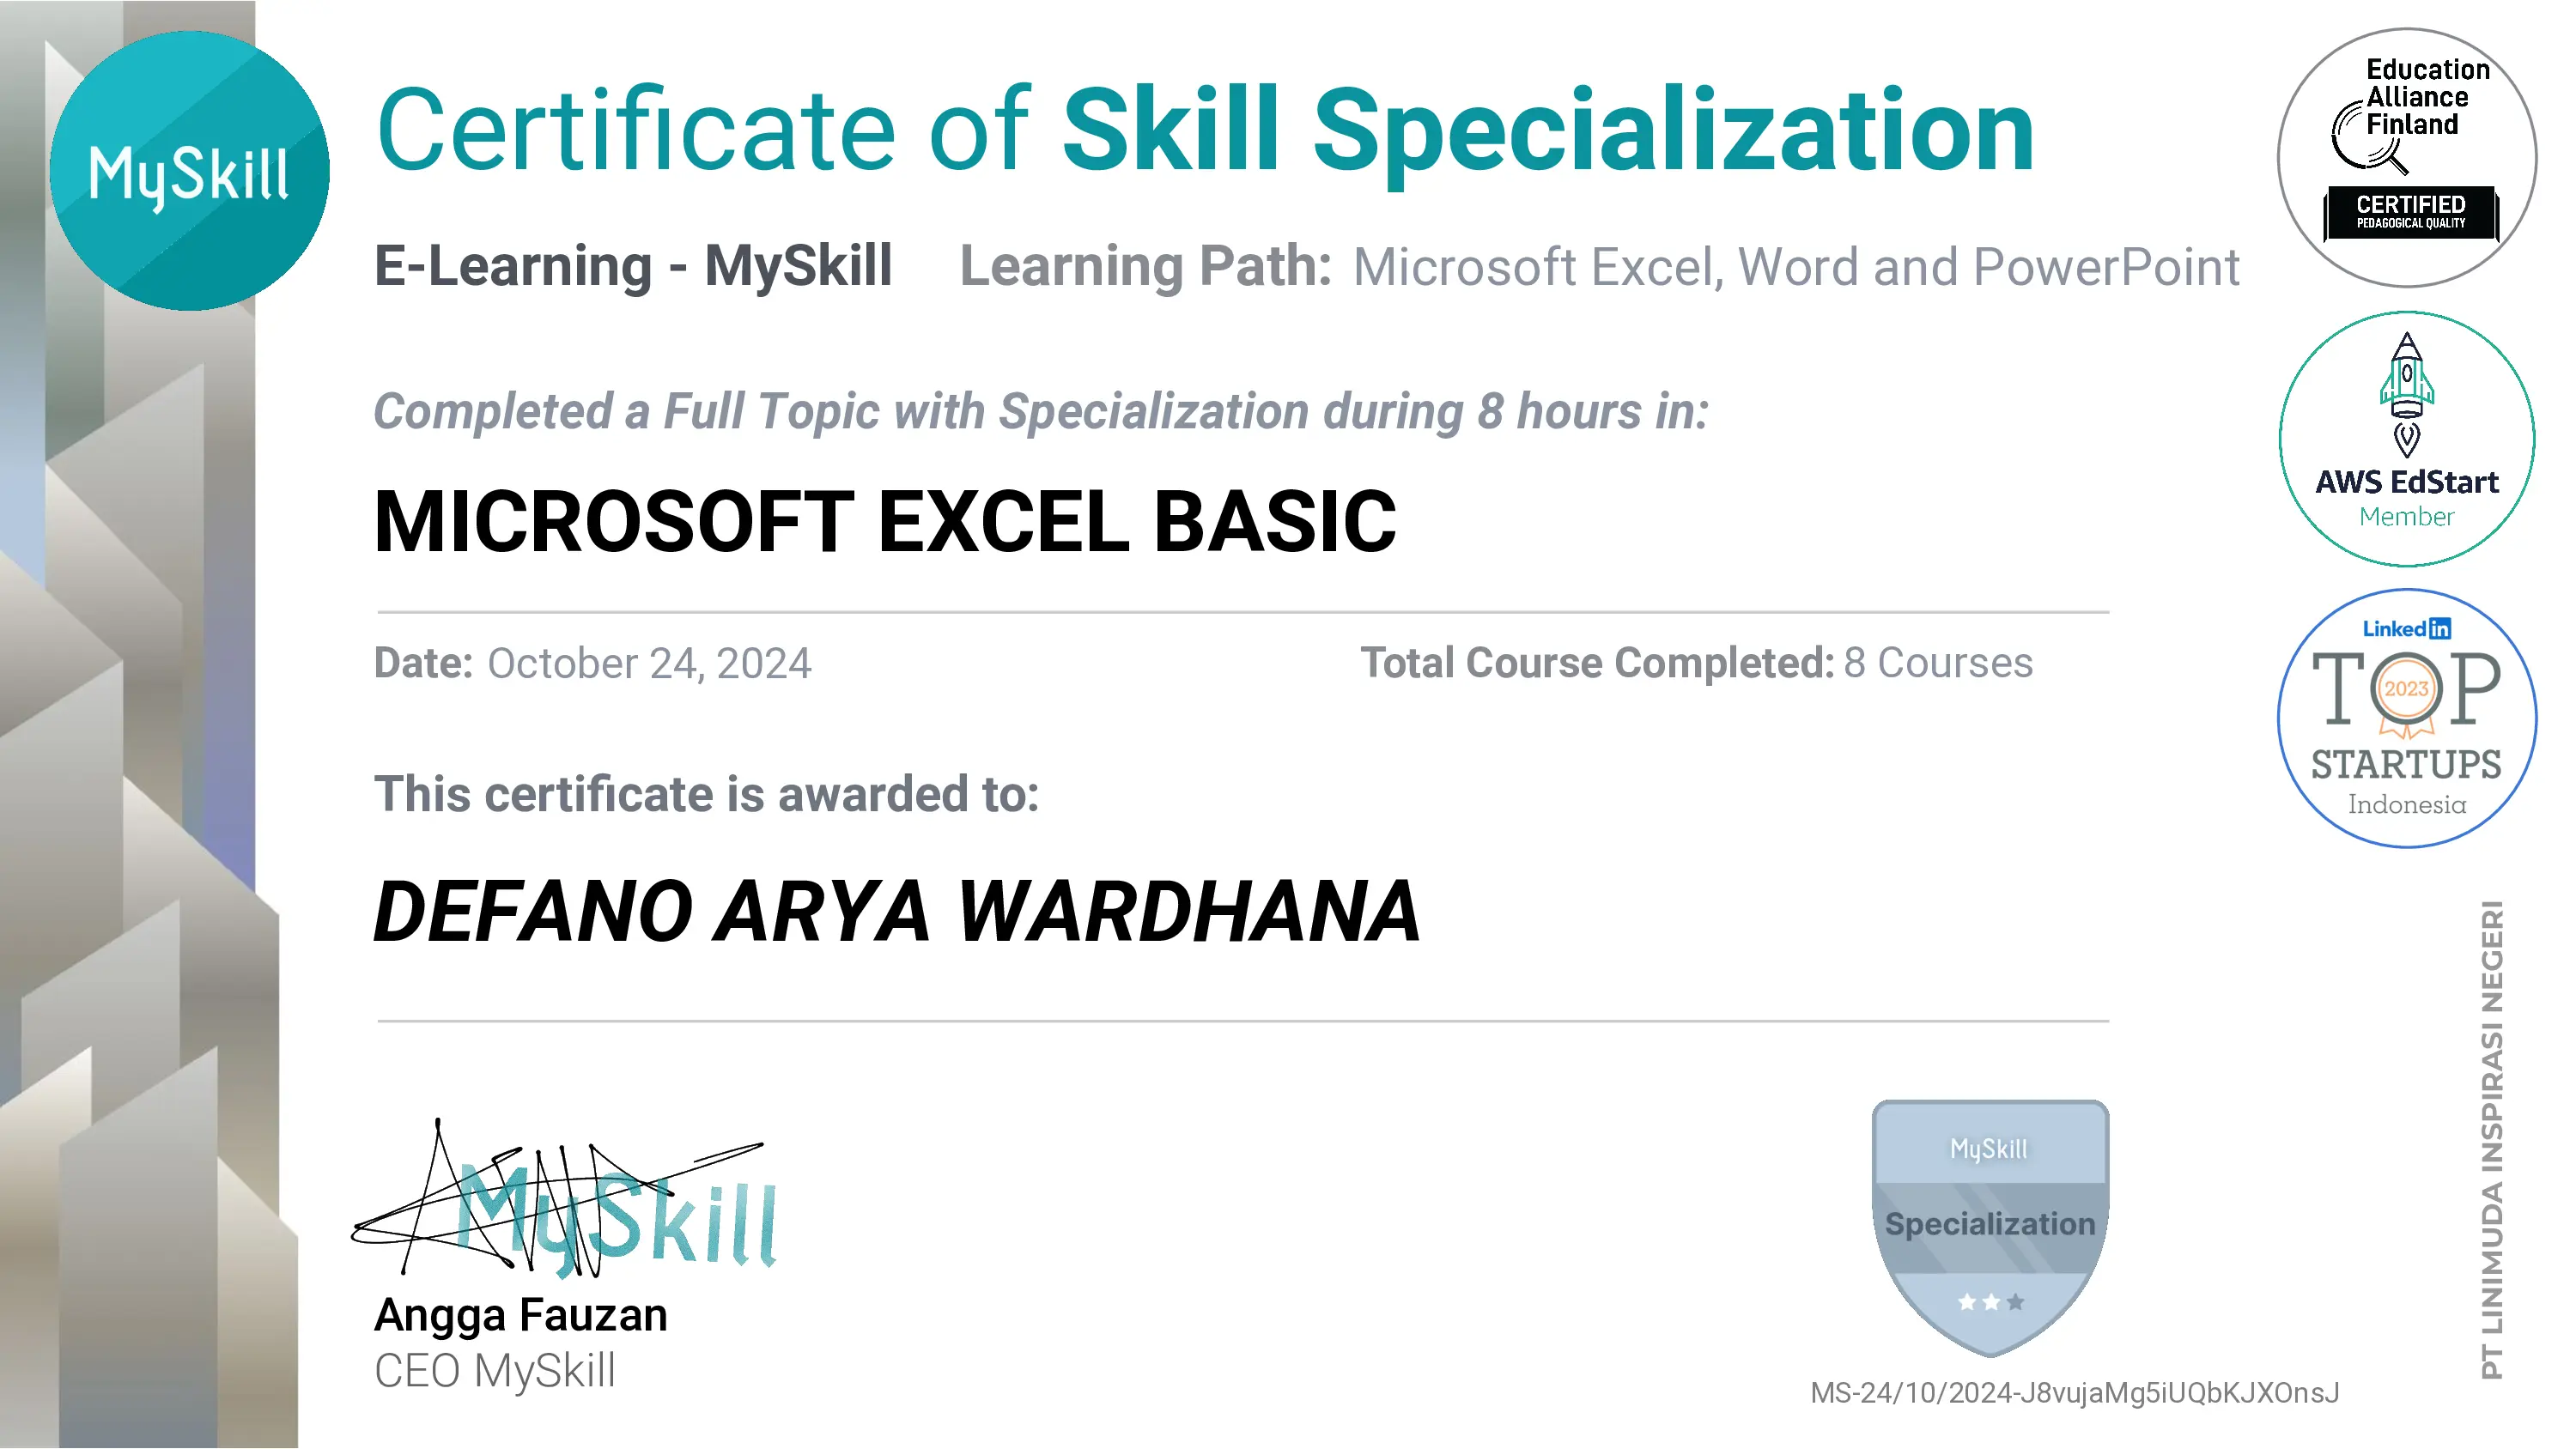 MySkill
Certificate of Skill Specialization
E-Learning - MySkill Learning Path: Microsoft Excel, Word and PowerPoint
Completed a Full Topic with Specialization during 8 hours in:
MICROSOFT EXCEL BASIC
Date: October 24, 2024 Total Course Completed: 8 Courses
This certificate is awarded to:
DEFANO ARYA WARDHANA
MySkill
Angga Fauzan
CEO MySkill
MySkill
Specialization
MS-24/10/2024-J8vujaMg5iUQbKJXOnsJ
Education
Alliance
Finland
CERTIFIED
PEDAGOGICAL QUALITY
AWS EdStart
Member
Linked in
TOP
2023
STARTUPS
Indonesia
PT LINIMUDA INSPIRASI NEGERI